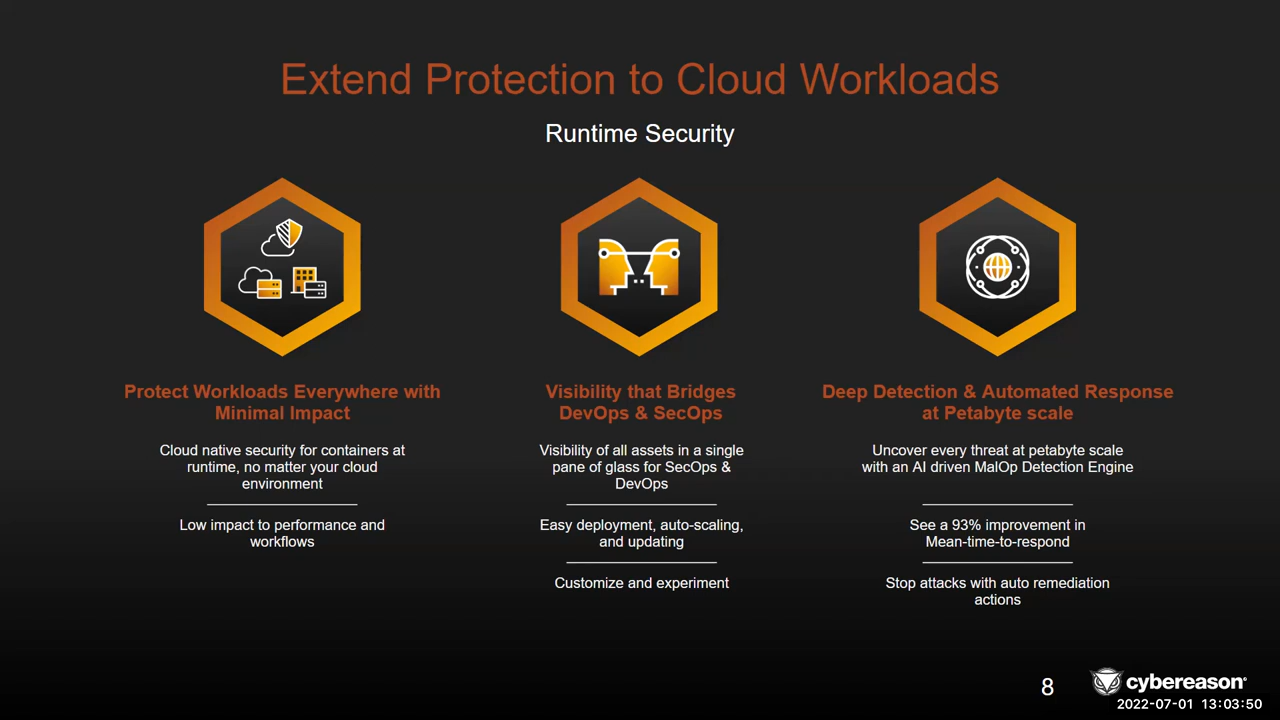 Extend Protection to Cloud Workloads
Runtime Security
Protect Workloads Everywhere with
Minimal Impact
Cloud native security for containers at
runtime, no matter your cloud
environment
Low impact to performance and
workflows
Visibility that Bridges
DevOps & SecOps
Visibility of all assets in a single
pane of glass for SecOps &
DevOps
Easy deployment, auto-scaling,
and updating
Customize and experiment
Deep Detection & Automated Response
at Petabyte scale
Uncover every threat at petabyte scale
with an AI driven MalOp Detection Engine
See a 93% improvement in
Mean-time-to-respond
Stop attacks with auto remediation
actions
8
cybereason®
2022-07-01 13:03:50